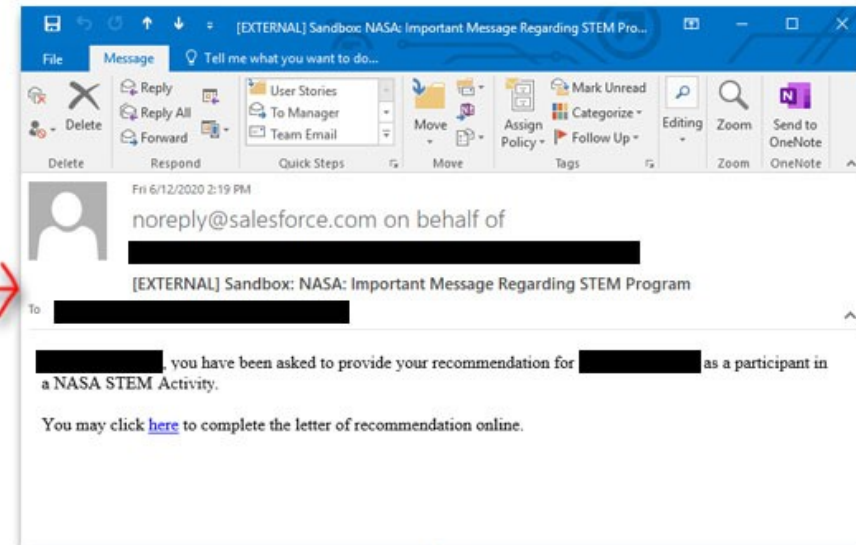 [EXTERNAL] Sandbox: NASA: Important Message Regarding STEM Pro...
File Message Tell me what you want to do...
Delete
Reply
Reply All
Forward
User Stories
To Manager
Team Email
Move
Assign Policy
Mark Unread
Categorize
Follow Up
Editing
Zoom
Send to OneNote
Delete Respond Quick Steps Move Tags Zoom OneNote
Fri 6/12/2020 2:19 PM
noreply@salesforce.com on behalf of
[EXTERNAL] Sandbox: NASA: Important Message Regarding STEM Program
To
, you have been asked to provide your recommendation for as a participant in
a NASA STEM Activity.
You may click here to complete the letter of recommendation online.